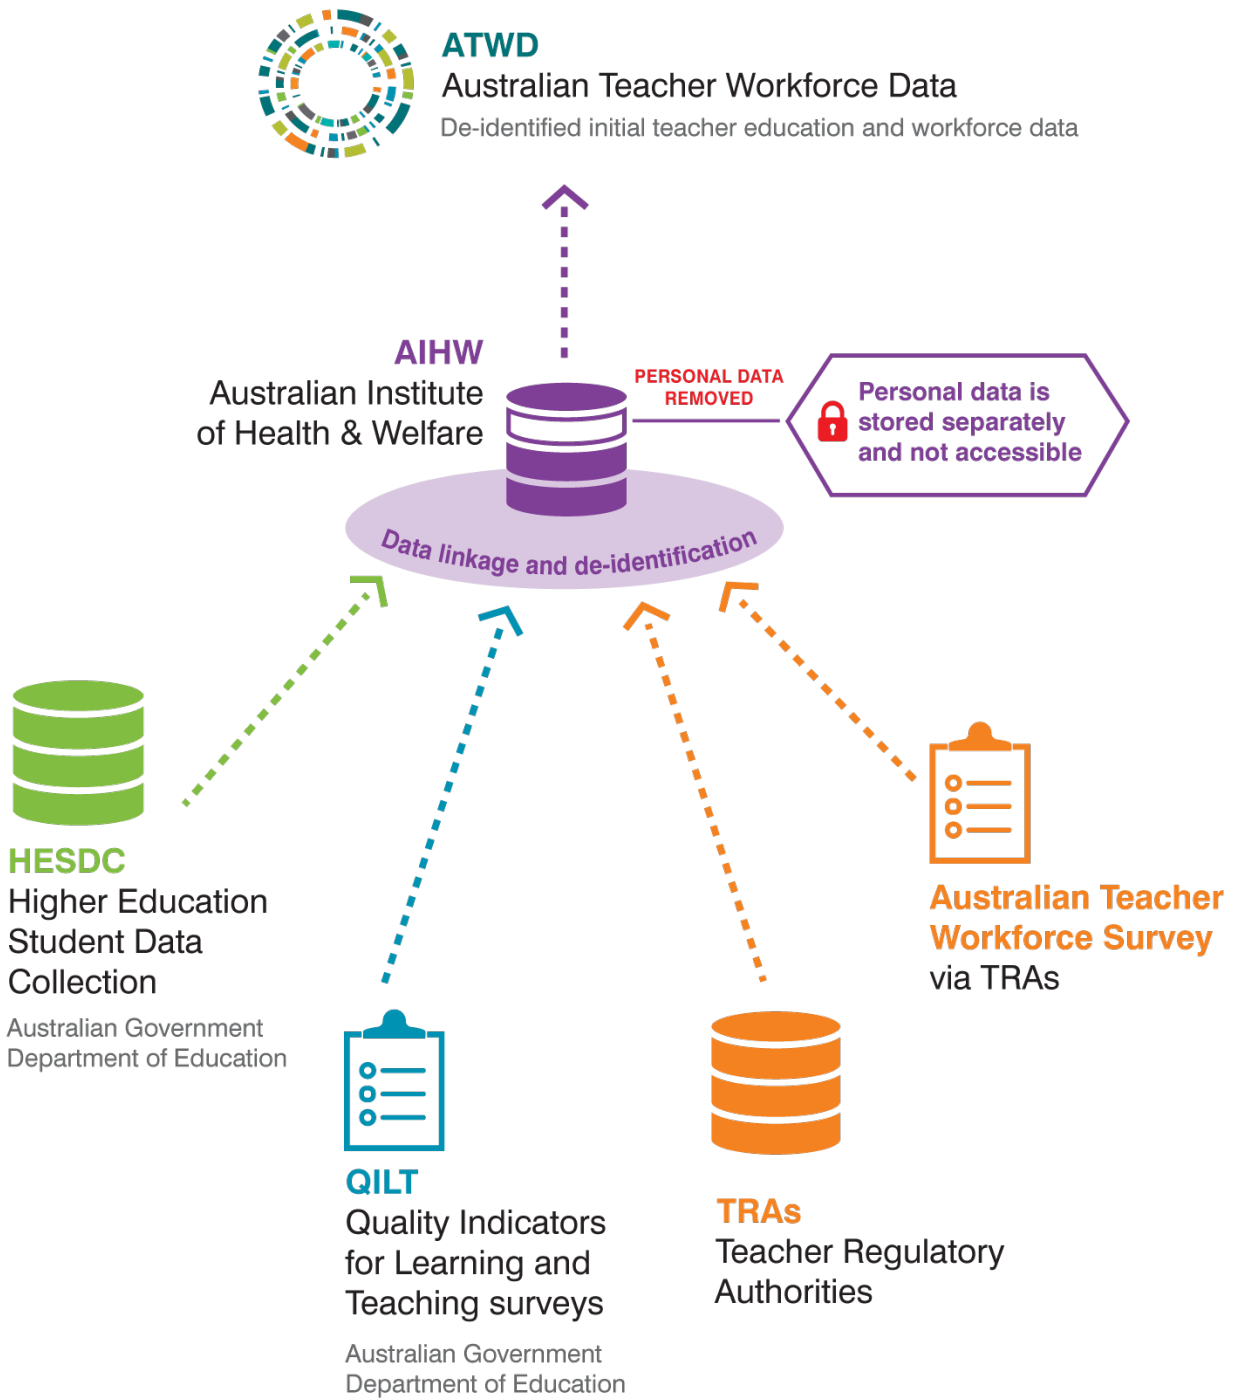 ATWD
Australian Teacher Workforce Data
De-identified initial teacher education and workforce data
AIHW
Australian Institute
of Health & Welfare
PERSONAL DATA
REMOVED
Personal data is
stored separately
and not accessible
Data linkage and de-identification
HESDC
Higher Education
Student Data
Collection
Australian Government
Department of Education
QILT
Quality Indicators
for Learning and
Teaching surveys
Australian Government
Department of Education
TRAs
Teacher Regulatory
Authorities
Australian Teacher
Workforce Survey
via TRAs